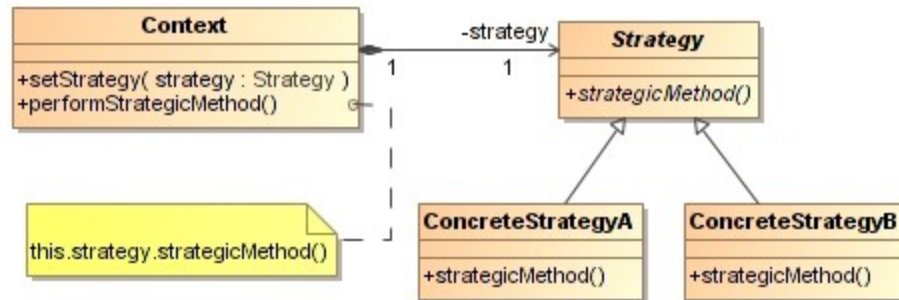 Context
+setStrategy( strategy : Strategy )
+performStrategicMethod()
-strategy
1
1
Strategy
+strategicMethod()
this.strategy.strategicMethod()
ConcreteStrategyA
+strategicMethod()
ConcreteStrategyB
+strategicMethod()